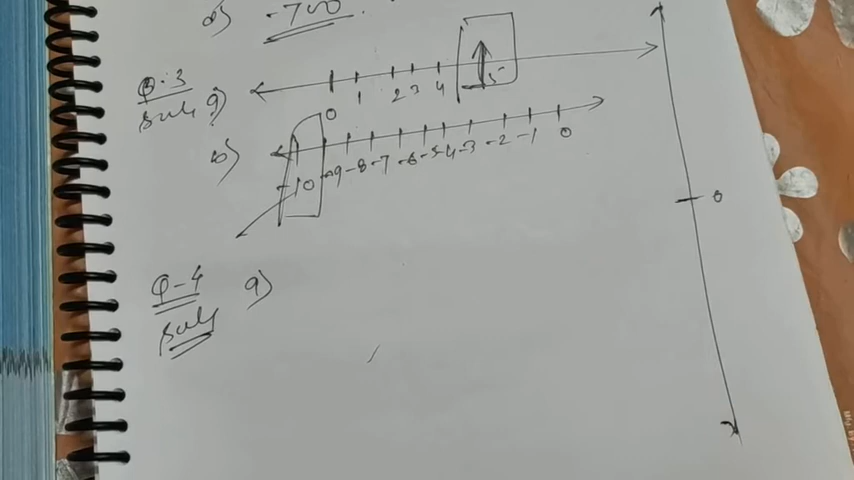 d) -700.
Q.3
Sol a)
0 1 2 3 4 5
b)
-10 -9 -8 -7 -6 -5 -4 -3 -2 -1 0
0
Q-4 a)
Sol